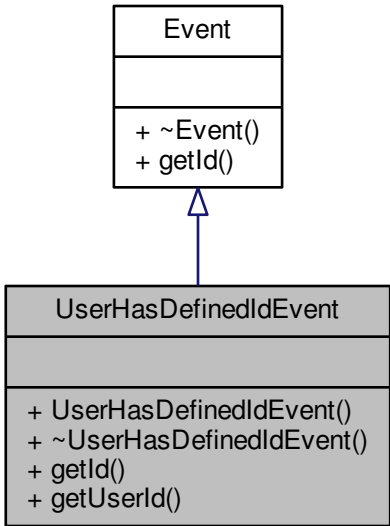 Event
+ ~Event()
+ getId()
UserHasDefinedIdEvent
+ UserHasDefinedIdEvent()
+ ~UserHasDefinedIdEvent()
+ getId()
+ getUserId()